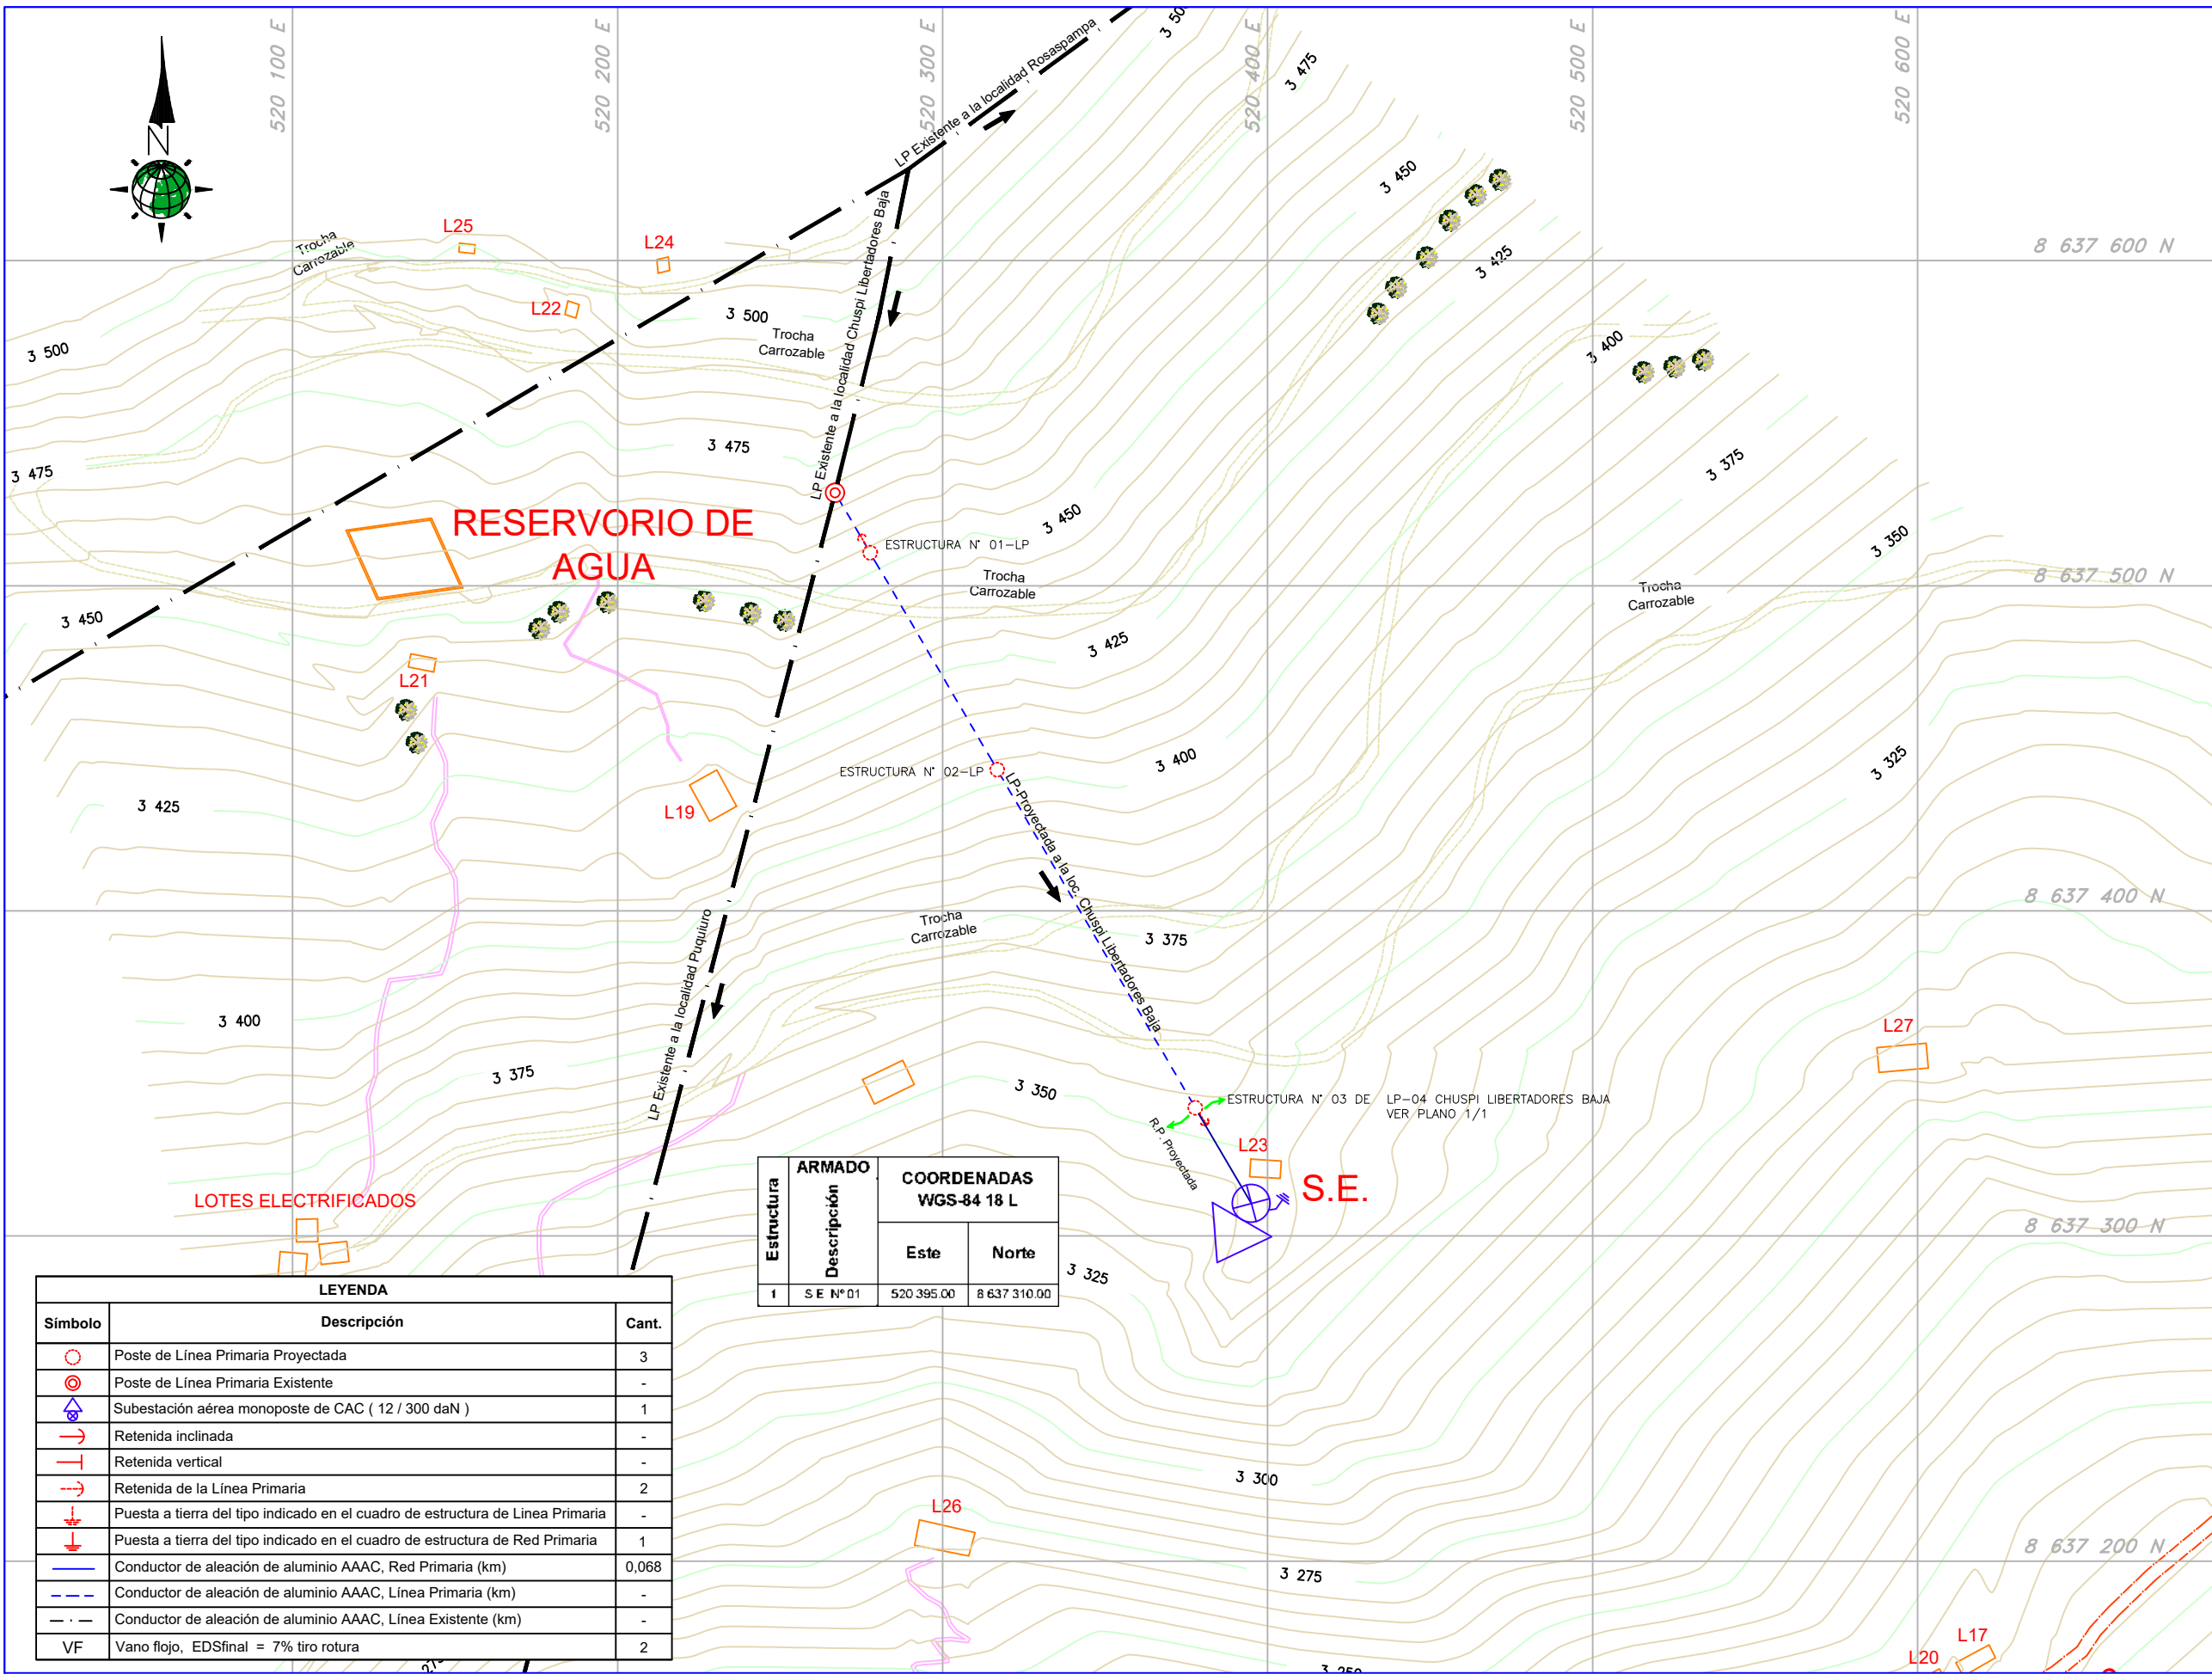 520 100 E
520 200 E
520 300 E
520 400 E
520 500 E
520 600 E
N
LP Existente a la localidad Rosaspampa
3 475
3 450
3 425
3 400
3 375
3 350
3 325
8 637 600 N
8 637 500 N
8 637 400 N
8 637 300 N
8 637 200 N
Trocha
Carrozable
L25
L24
L22
3 500
3 500
Trocha
Carrozable
LP Existente a la localidad Chuspi Libertadores Baja
3 475
3 475
RESERVORIO DE
AGUA
3 450
ESTRUCTURA N° 01-LP
Trocha
Carrozable
Trocha
Carrozable
3 450
3 425
L21
3 400
ESTRUCTURA N° 02-LP
LP-Proyectada a la loc. Chuspi Libertadores Baja
3 425
L19
Trocha
Carrozable
3 375
LP Existente a la localidad Puquiuro
3 400
3 375
3 350
L27
ESTRUCTURA N° 03 DE LP-04 CHUSPI LIBERTADORES BAJA
VER PLANO 1/1
R.P. Proyectada
L23
S.E.
LOTES ELECTRIFICADOS
Estructura
ARMADO
Descripción
COORDENADAS
WGS-84 18 L
Este Norte
1 S E Nº 01 520 395.00 8 637 310.00
3 325
3 300
L26
3 275
L17
L20
LEYENDA
Símbolo Descripción Cant.
Poste de Línea Primaria Proyectada 3
Poste de Línea Primaria Existente -
Subestación aérea monoposte de CAC ( 12 / 300 daN ) 1
Retenida inclinada -
Retenida vertical -
Retenida de la Línea Primaria 2
Puesta a tierra del tipo indicado en el cuadro de estructura de Linea Primaria -
Puesta a tierra del tipo indicado en el cuadro de estructura de Red Primaria 1
Conductor de aleación de aluminio AAAC, Red Primaria (km) 0,068
Conductor de aleación de aluminio AAAC, Línea Primaria (km) -
Conductor de aleación de aluminio AAAC, Línea Existente (km) -
VF Vano flojo, EDSfinal = 7% tiro rotura 2